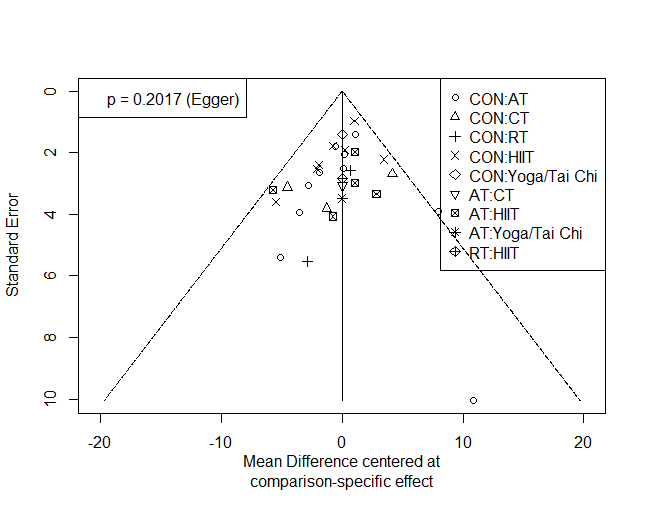 p = 0.2017 (Egger)
CON:AT
CON:CT
CON:RT
CON:HIIT
CON:Yoga/Tai Chi
AT:CT
AT:HIIT
AT:Yoga/Tai Chi
RT:HIIT
Standard Error
0
2
4
6
8
10
-20
-10
0
10
20
Mean Difference centered at
comparison-specific effect